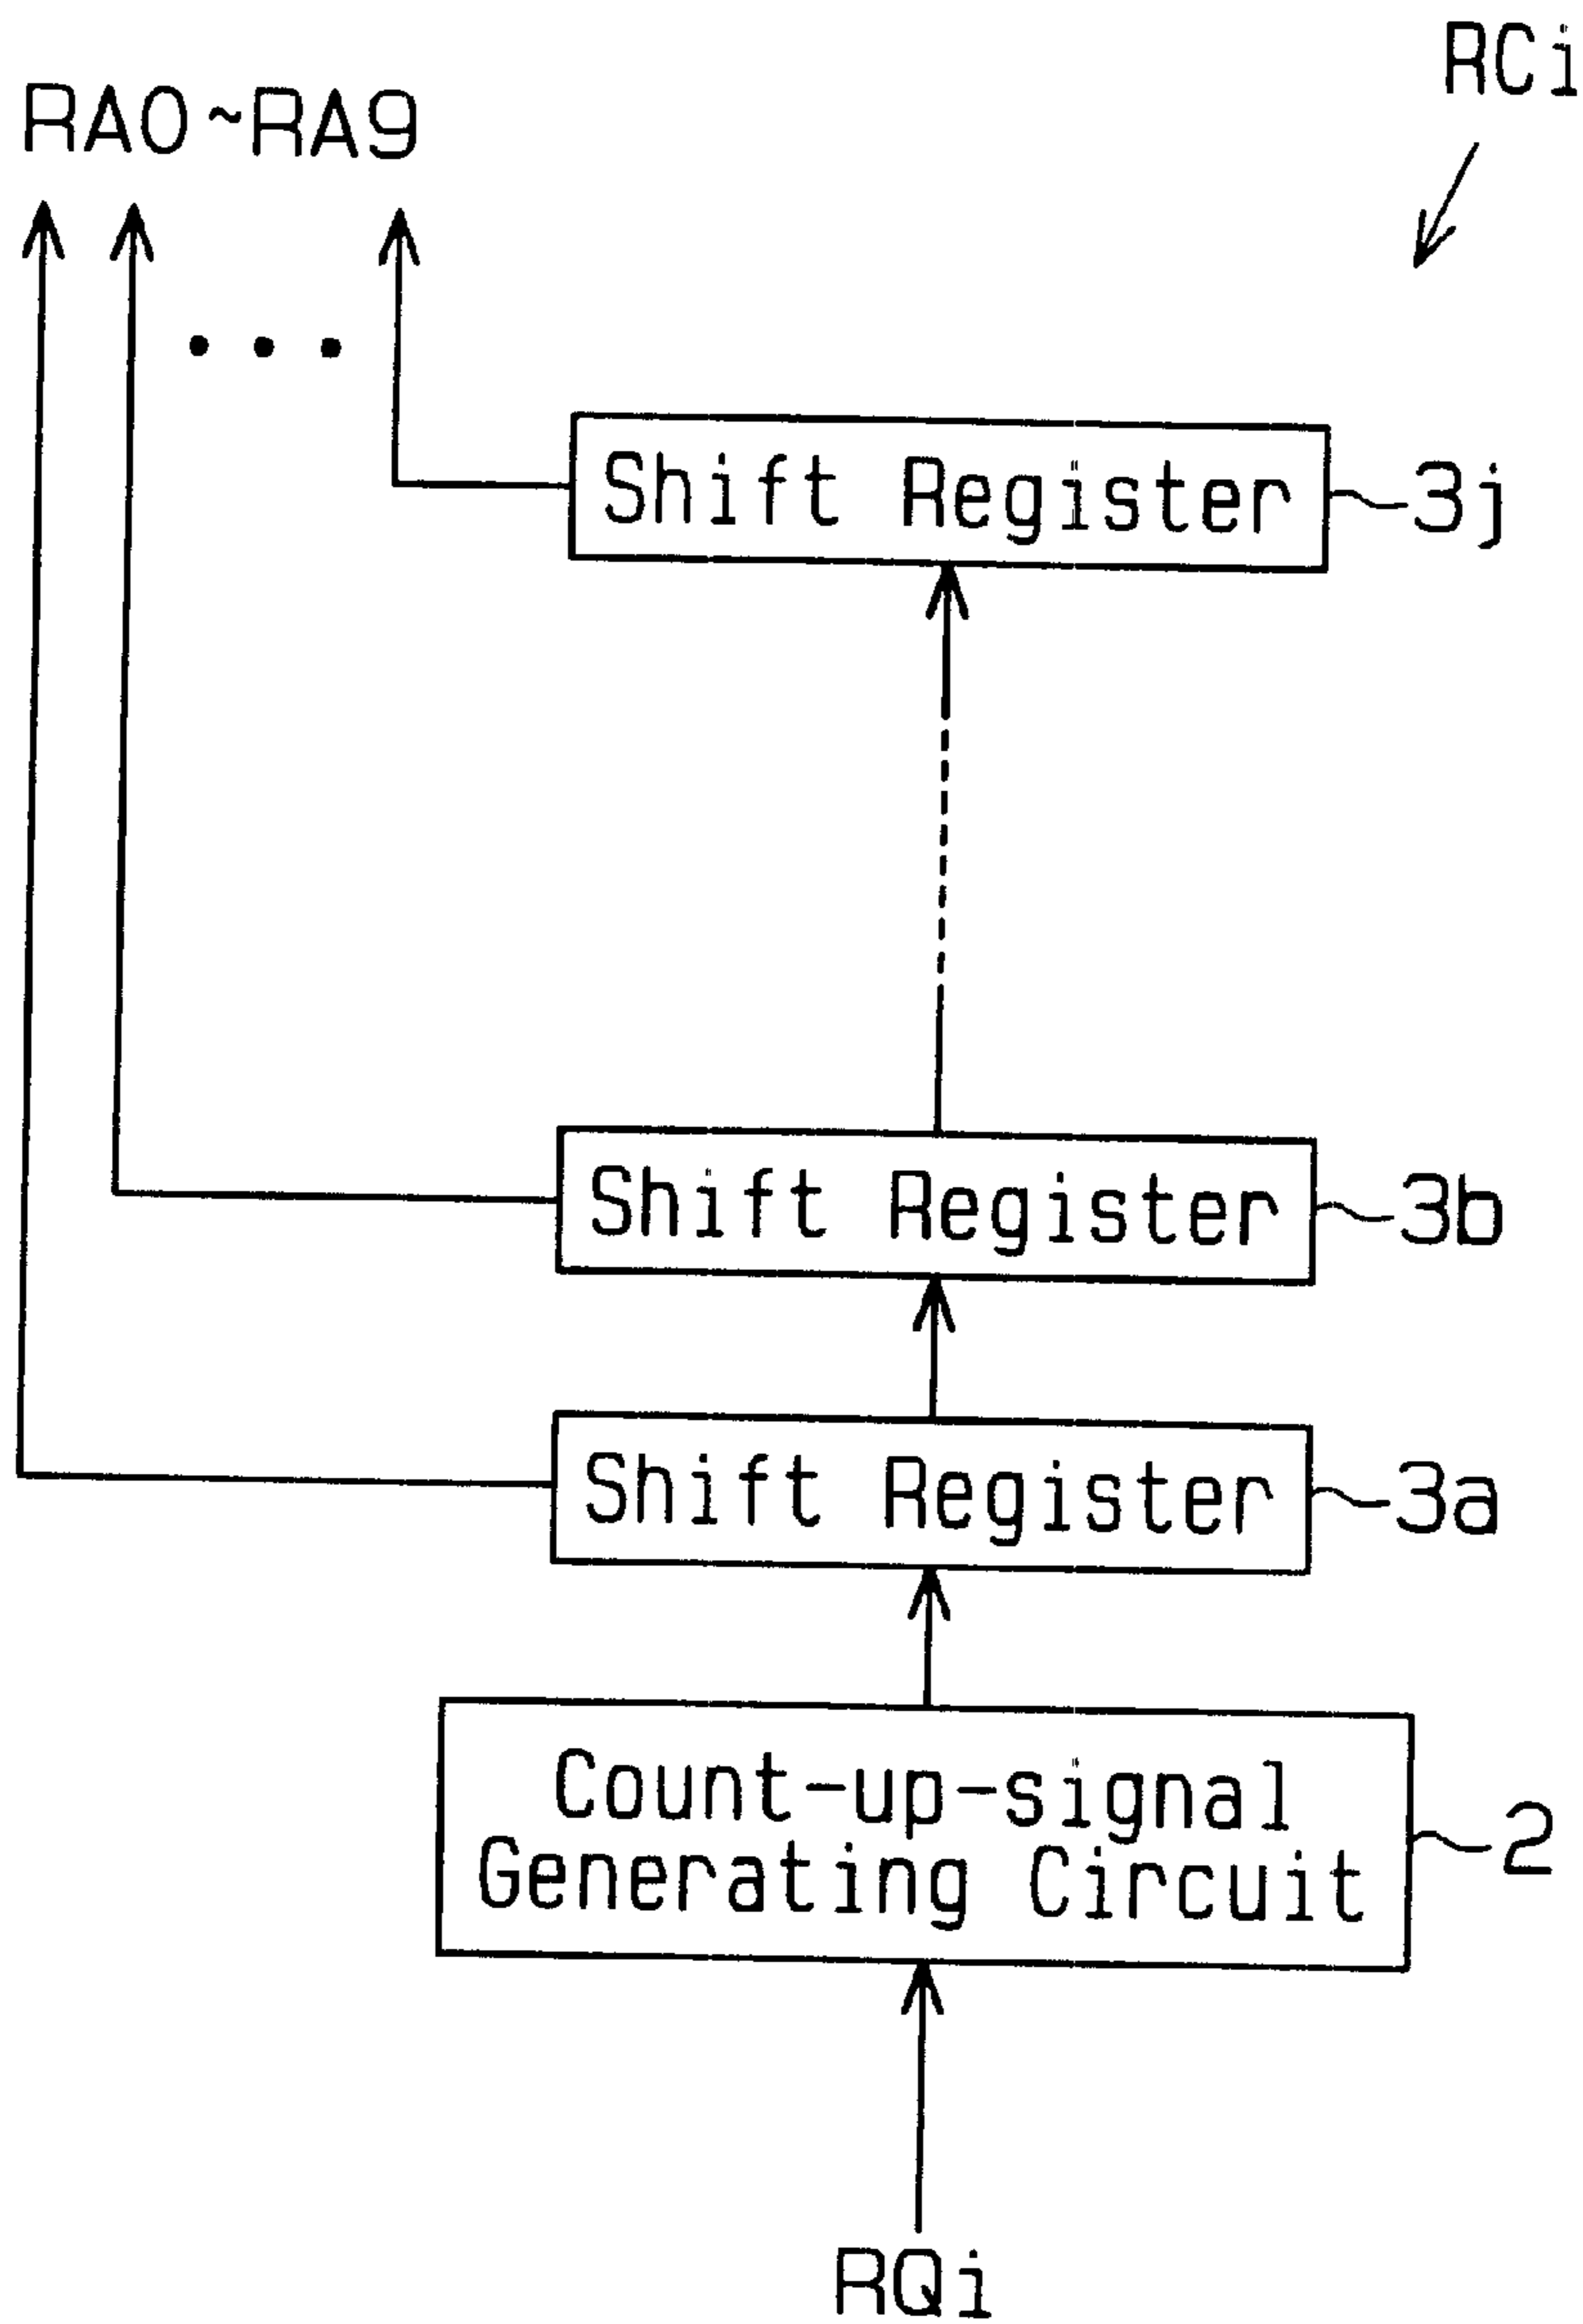 RCi
RA0~RA9
Shift Register
3j
Shift Register
3b
Shift Register
3a
Count-up-signal
Generating Circuit
2
RQi